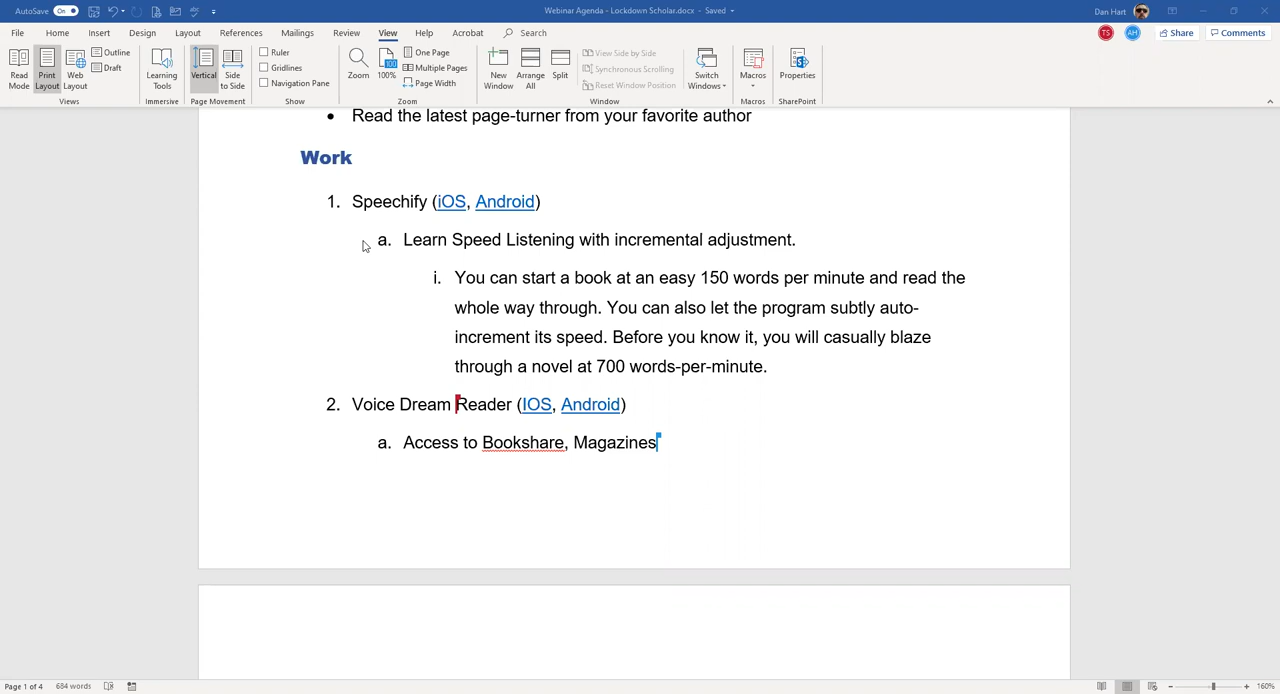 AutoSave On
Webinar Agenda - Lockdown Scholar.docx - Saved
Dan Hart
File Home Insert Draw Design Layout References Mailings Review View Help Acrobat Search
TS AH Share Comments
Read Mode
Print Layout
Web Layout
Outline
Draft
Views
Learning Tools
Immersive
Vertical
Side to Side
Page Movement
Ruler
Gridlines
Navigation Pane
Show
Zoom
100
100%
One Page
Multiple Pages
Page Width
Zoom
New Window
Arrange All
Split
View Side by Side
Synchronous Scrolling
Reset Window Position
Window
Switch Windows
Macros
Macros
Properties
SharePoint
• Read the latest page-turner from your favorite author
Work
1. Speechify (iOS, Android)
a. Learn Speed Listening with incremental adjustment.
i. You can start a book at an easy 150 words per minute and read the
whole way through. You can also let the program subtly auto-
increment its speed. Before you know it, you will casually blaze
through a novel at 700 words-per-minute.
2. Voice Dream Reader (IOS, Android)
a. Access to Bookshare, Magazines
Page 1 of 4 684 words
160%